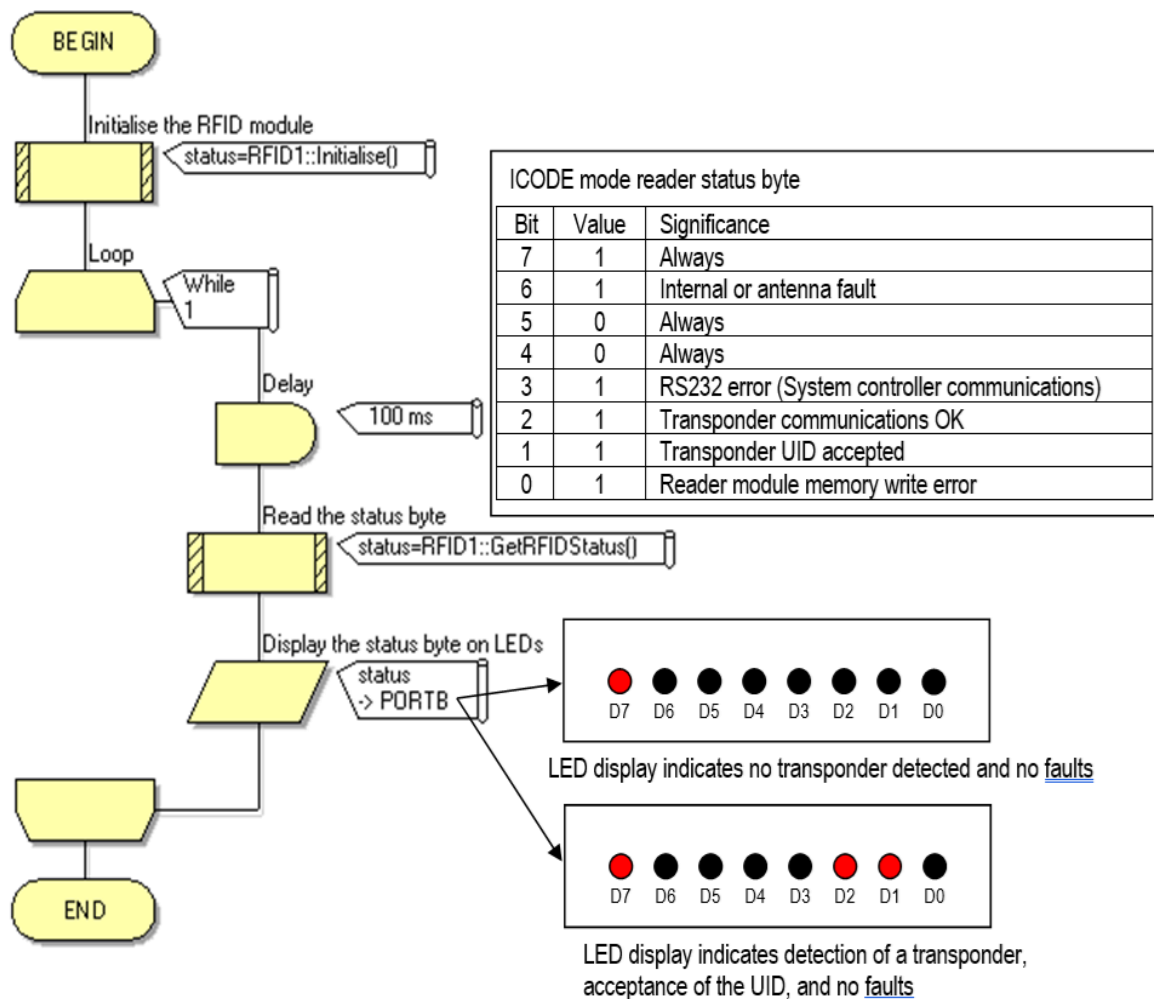 BEGIN
Initialise the RFID module
status=RFID1::Initialise()
Loop
While
1
Delay
100 ms
Read the status byte
status=RFID1::GetRFIDStatus()
Display the status byte on LEDs
status
-> PORTB
END
ICODE mode reader status byte
Bit Value Significance
7 1 Always
6 1 Internal or antenna fault
5 0 Always
4 0 Always
3 1 RS232 error (System controller communications)
2 1 Transponder communications OK
1 1 Transponder UID accepted
0 1 Reader module memory write error
D7 D6 D5 D4 D3 D2 D1 D0
LED display indicates no transponder detected and no faults
D7 D6 D5 D4 D3 D2 D1 D0
LED display indicates detection of a transponder,
acceptance of the UID, and no faults